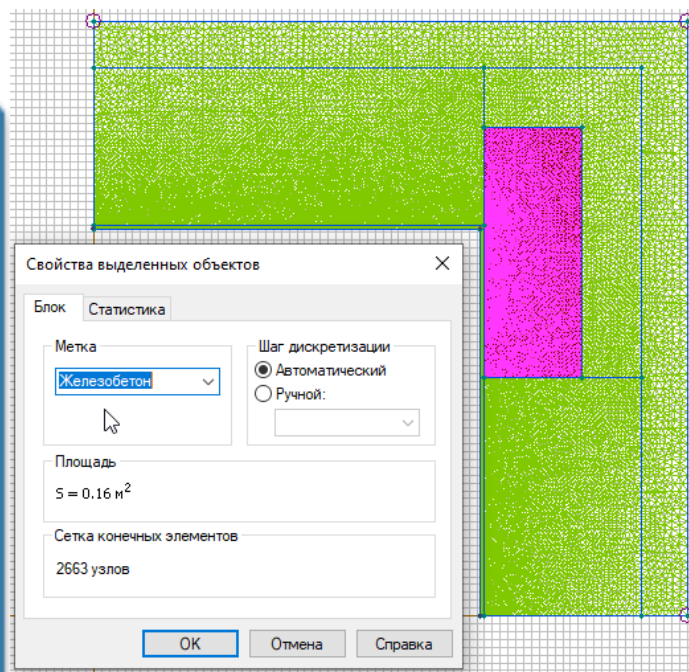 Свойства выделенных объектов
Блок
Статистика
Метка
Железобетон
Шаг дискретизации
Автоматический
Ручной:
Площадь
S = 0.16 м²
Сетка конечных элементов
2663 узлов
OK
Отмена
Справка